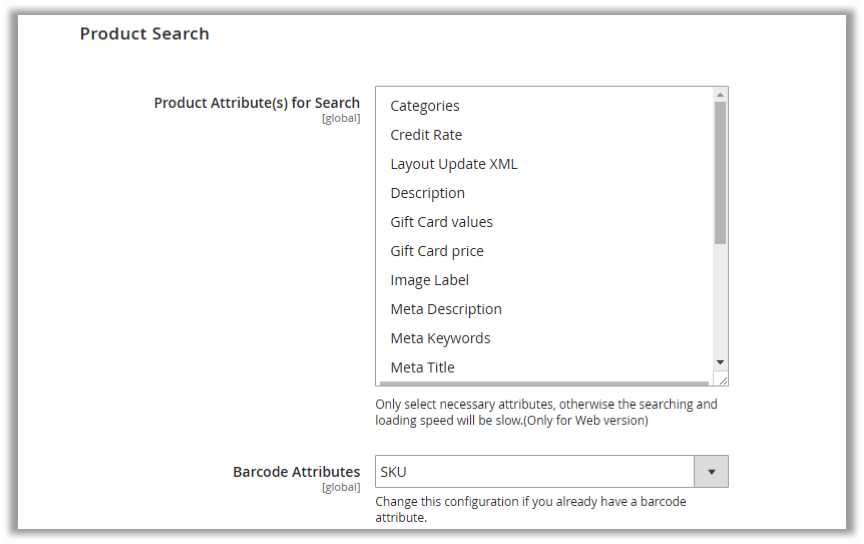 Product Search
Product Attribute(s) for Search
[global]
Categories
Credit Rate
Layout Update XML
Description
Gift Card values
Gift Card price
Image Label
Meta Description
Meta Keywords
Meta Title
Only select necessary attributes, otherwise the searching and
loading speed will be slow.(Only for Web version)
Barcode Attributes
[global]
SKU
Change this configuration if you already have a barcode
attribute.